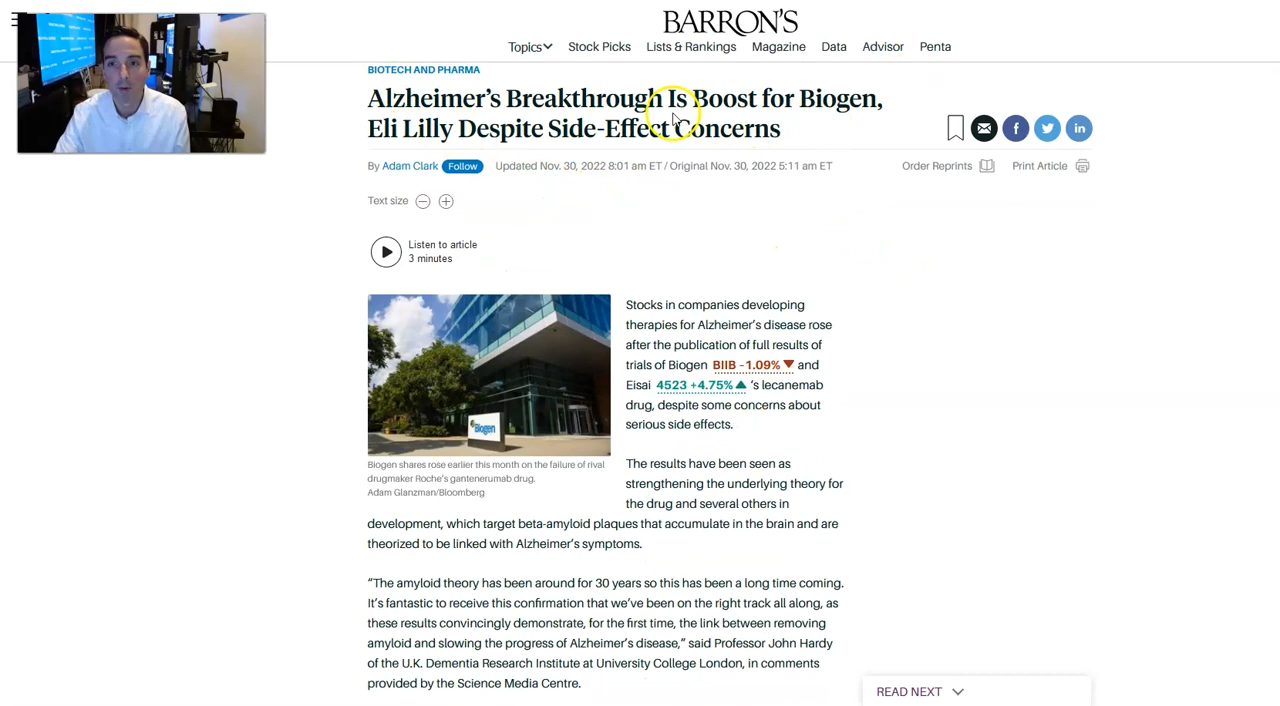 BARRON'S
Topics Stock Picks Lists & Rankings Magazine Data Advisor Penta
BIOTECH AND PHARMA
Alzheimer's Breakthrough Is Boost for Biogen,
Eli Lilly Despite Side-Effect Concerns
By Adam Clark Follow Updated Nov. 30, 2022 8:01 am ET / Original Nov. 30, 2022 5:11 am ET
Order Reprints Print Article
Text size
Listen to article
3 minutes
Biogen
Biogen shares rose earlier this month on the failure of rival
drugmaker Roche's gantenerumab drug.
Adam Glanzman/Bloomberg
Stocks in companies developing
therapies for Alzheimer's disease rose
after the publication of full results of
trials of Biogen BIIB -1.09% ▼ and
Eisai 4523 +4.75% ▲ 's lecanemab
drug, despite some concerns about
serious side effects.
The results have been seen as
strengthening the underlying theory for
the drug and several others in
development, which target beta-amyloid plaques that accumulate in the brain and are
theorized to be linked with Alzheimer's symptoms.
“The amyloid theory has been around for 30 years so this has been a long time coming.
It's fantastic to receive this confirmation that we've been on the right track all along, as
these results convincingly demonstrate, for the first time, the link between removing
amyloid and slowing the progress of Alzheimer's disease,” said Professor John Hardy
of the U.K. Dementia Research Institute at University College London, in comments
provided by the Science Media Centre.
READ NEXT